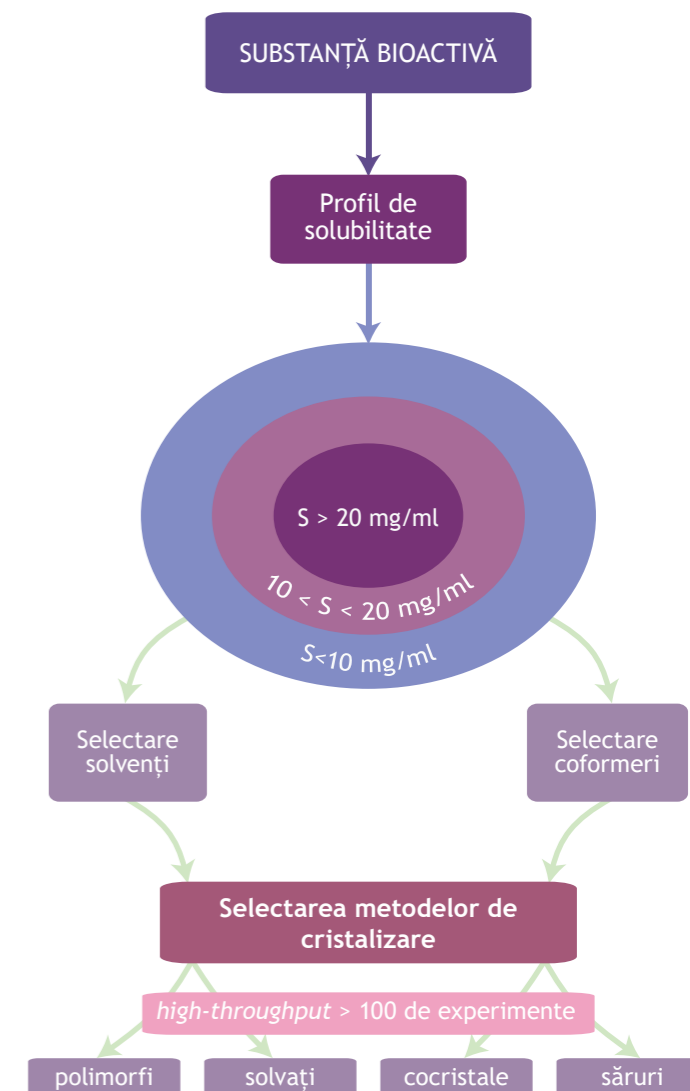 SUBSTANȚĂ BIOACTIVĂ
Profil de
solubilitate
S > 20 mg/ml
10 < S < 20 mg/ml
S<10 mg/ml
Selectare
solvenți
Selectare
coformeri
Selectarea metodelor de
cristalizare
high-throughput > 100 de experimente
polimorfi
solvați
cocristale
săruri